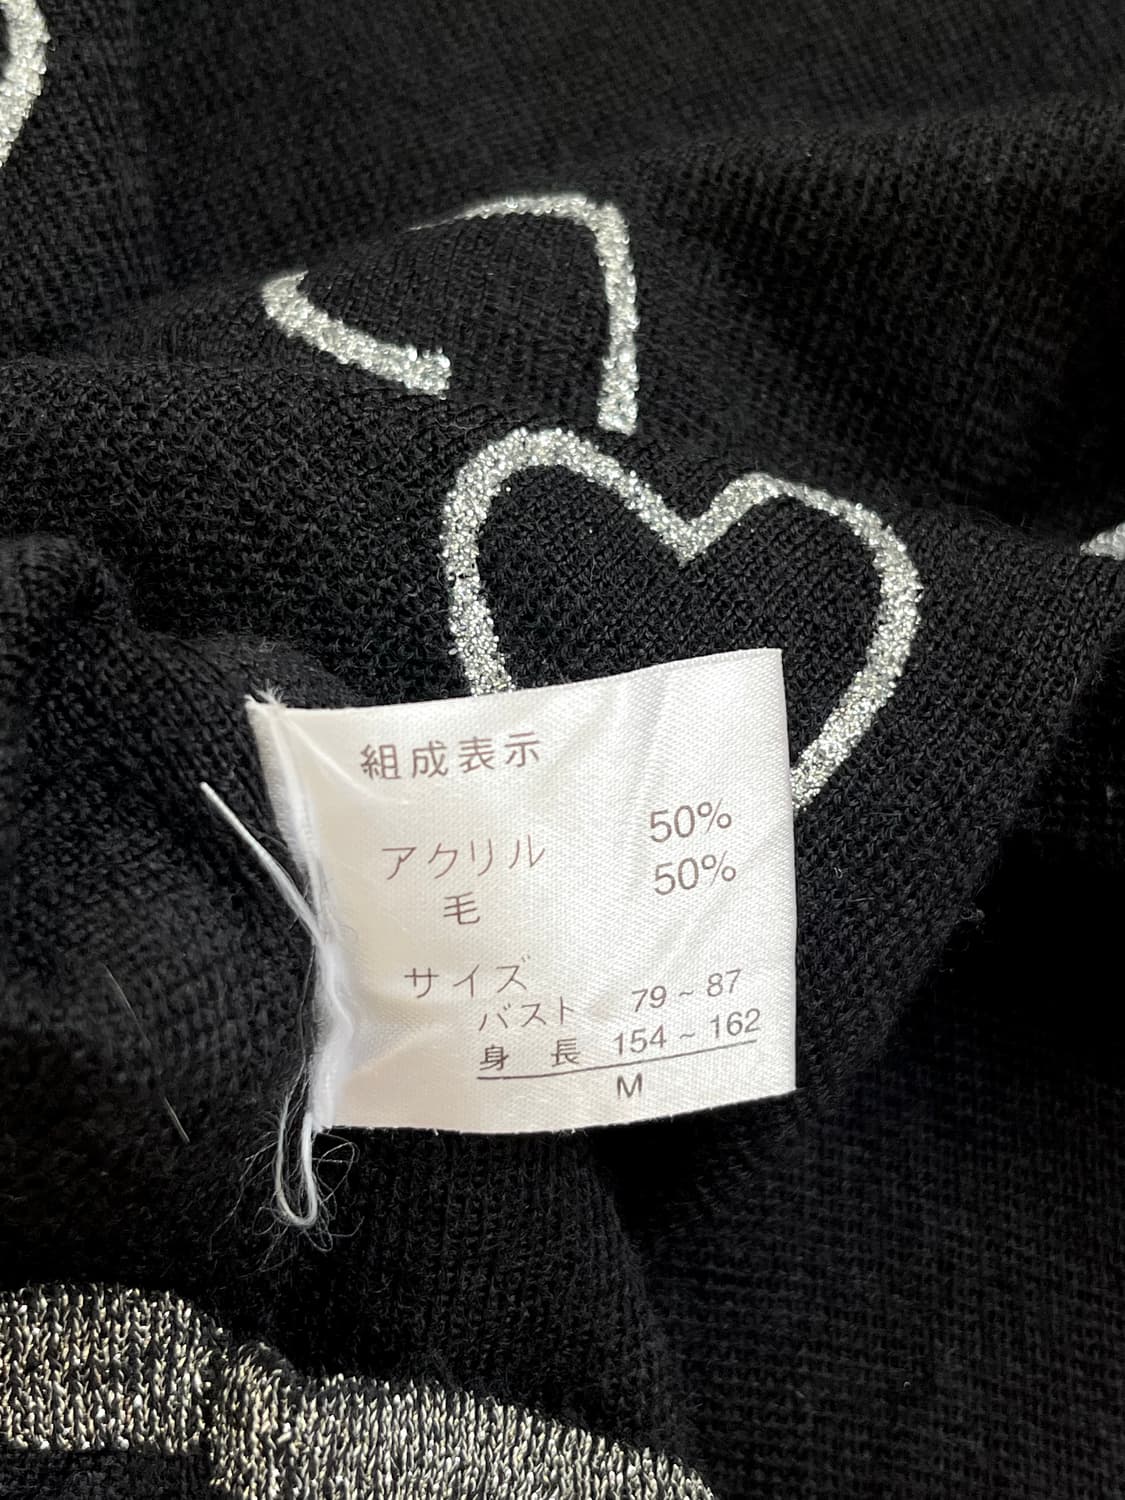 組成表示
アクリル 50%
毛 50%
サイズ
バスト 79~87
身 長 154~162
M